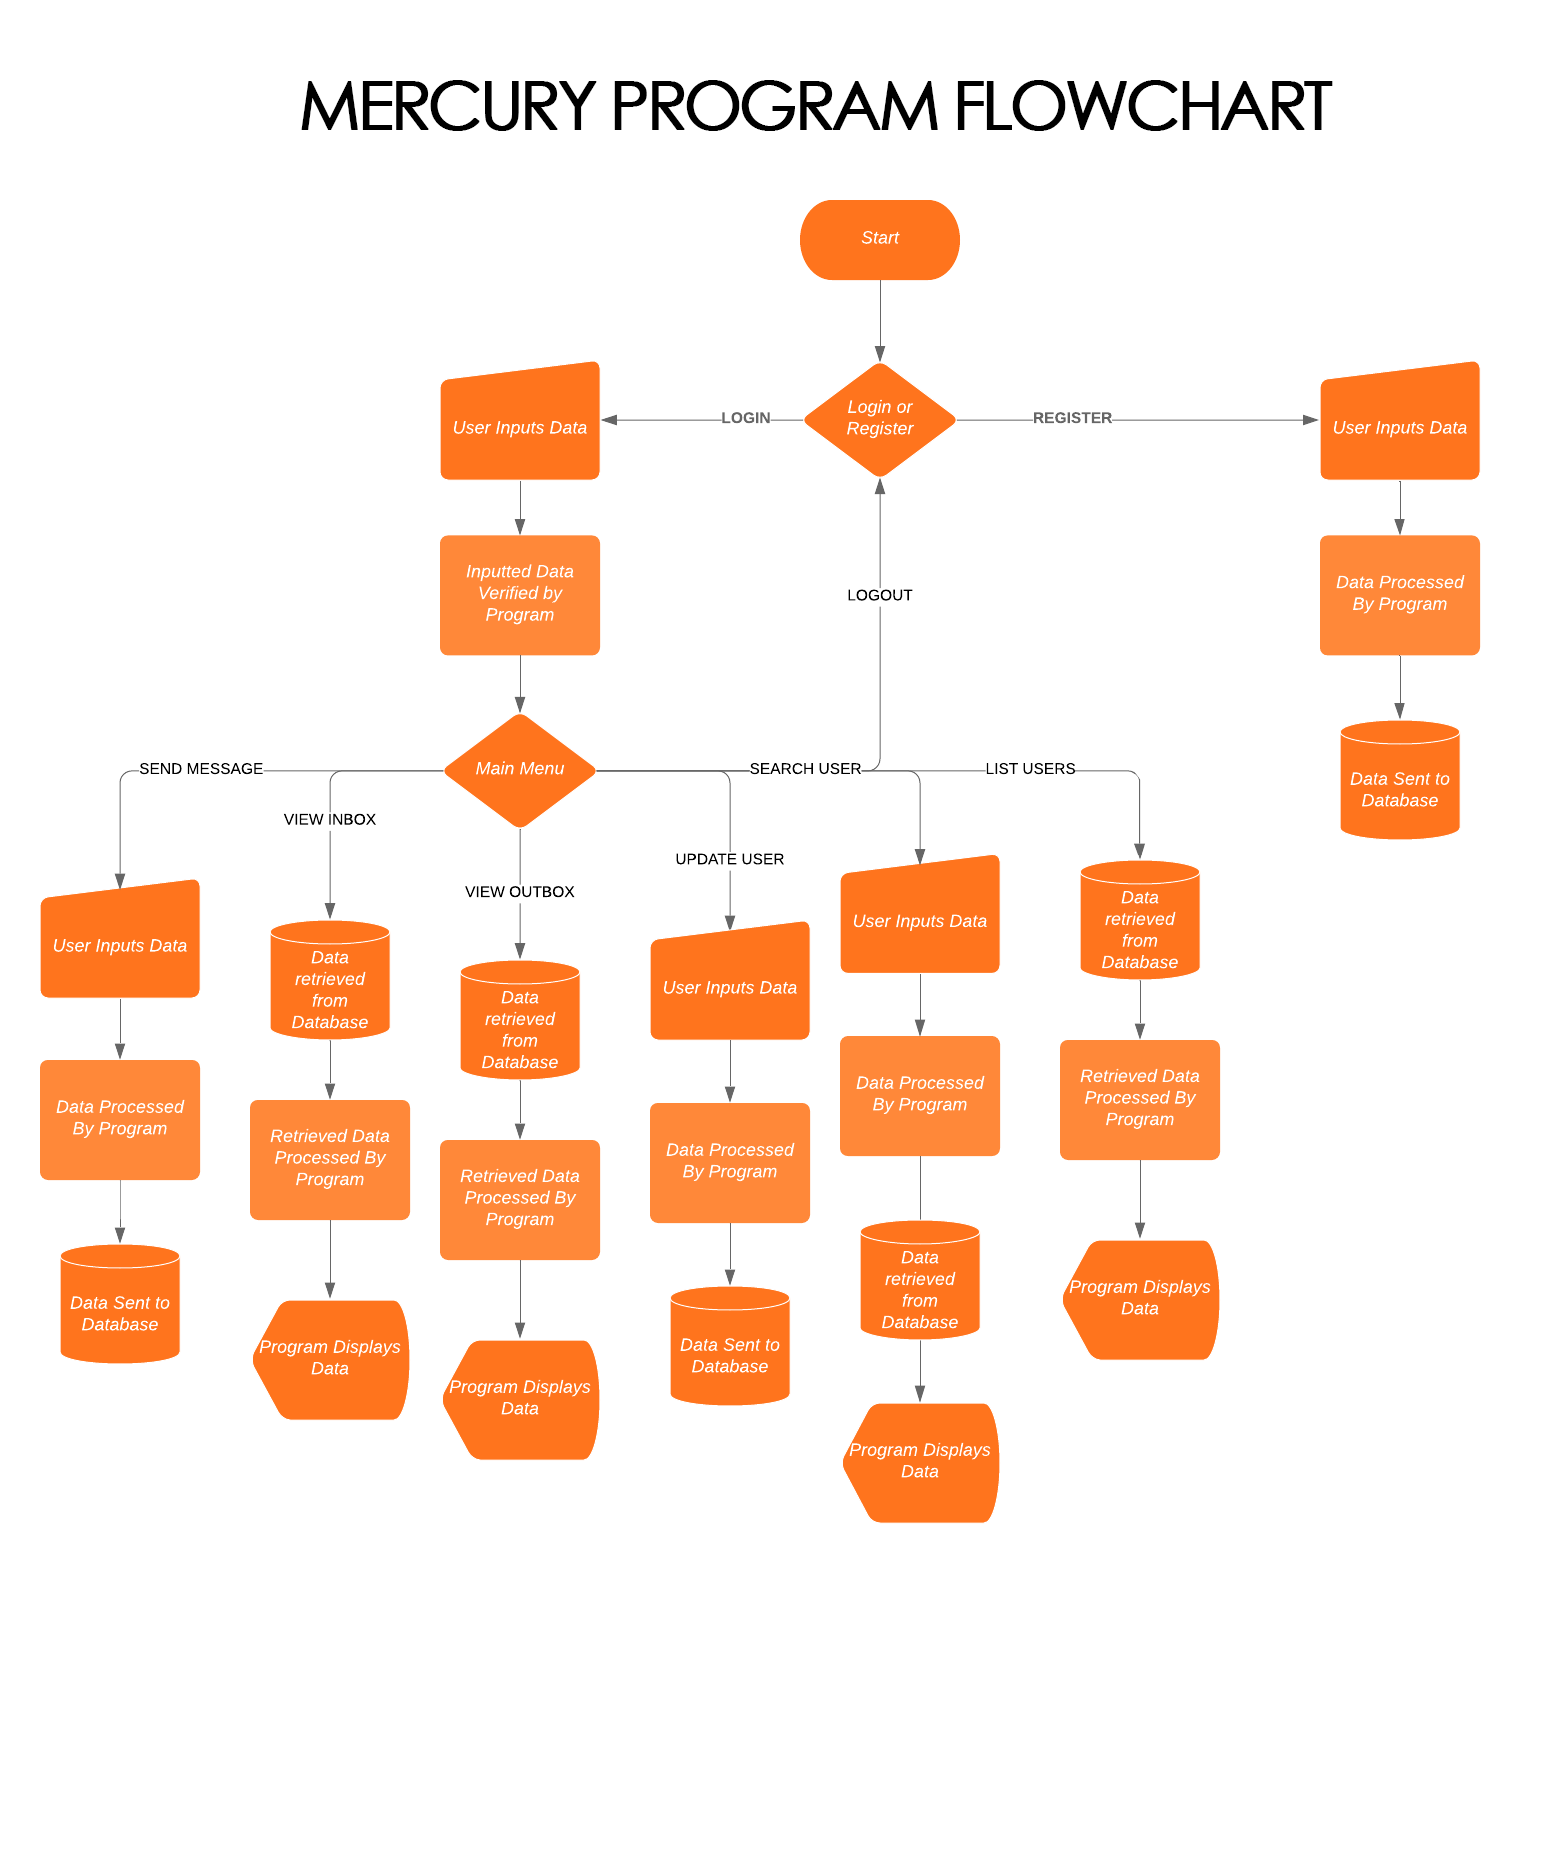 MERCURY PROGRAM FLOWCHART
Start
Login or
Register
LOGIN
REGISTER
User Inputs Data
User Inputs Data
Inputted Data
Verified by
Program
LOGOUT
Data Processed
By Program
Main Menu
Data Sent to
Database
SEND MESSAGE
VIEW INBOX
VIEW OUTBOX
UPDATE USER
SEARCH USER
LIST USERS
User Inputs Data
Data Processed
By Program
Data Sent to
Database
Data
retrieved
from
Database
Retrieved Data
Processed By
Program
Program Displays
Data
Data
retrieved
from
Database
Retrieved Data
Processed By
Program
Program Displays
Data
User Inputs Data
Data Processed
By Program
Data Sent to
Database
User Inputs Data
Data Processed
By Program
Data
retrieved
from
Database
Program Displays
Data
Data
retrieved
from
Database
Retrieved Data
Processed By
Program
Program Displays
Data